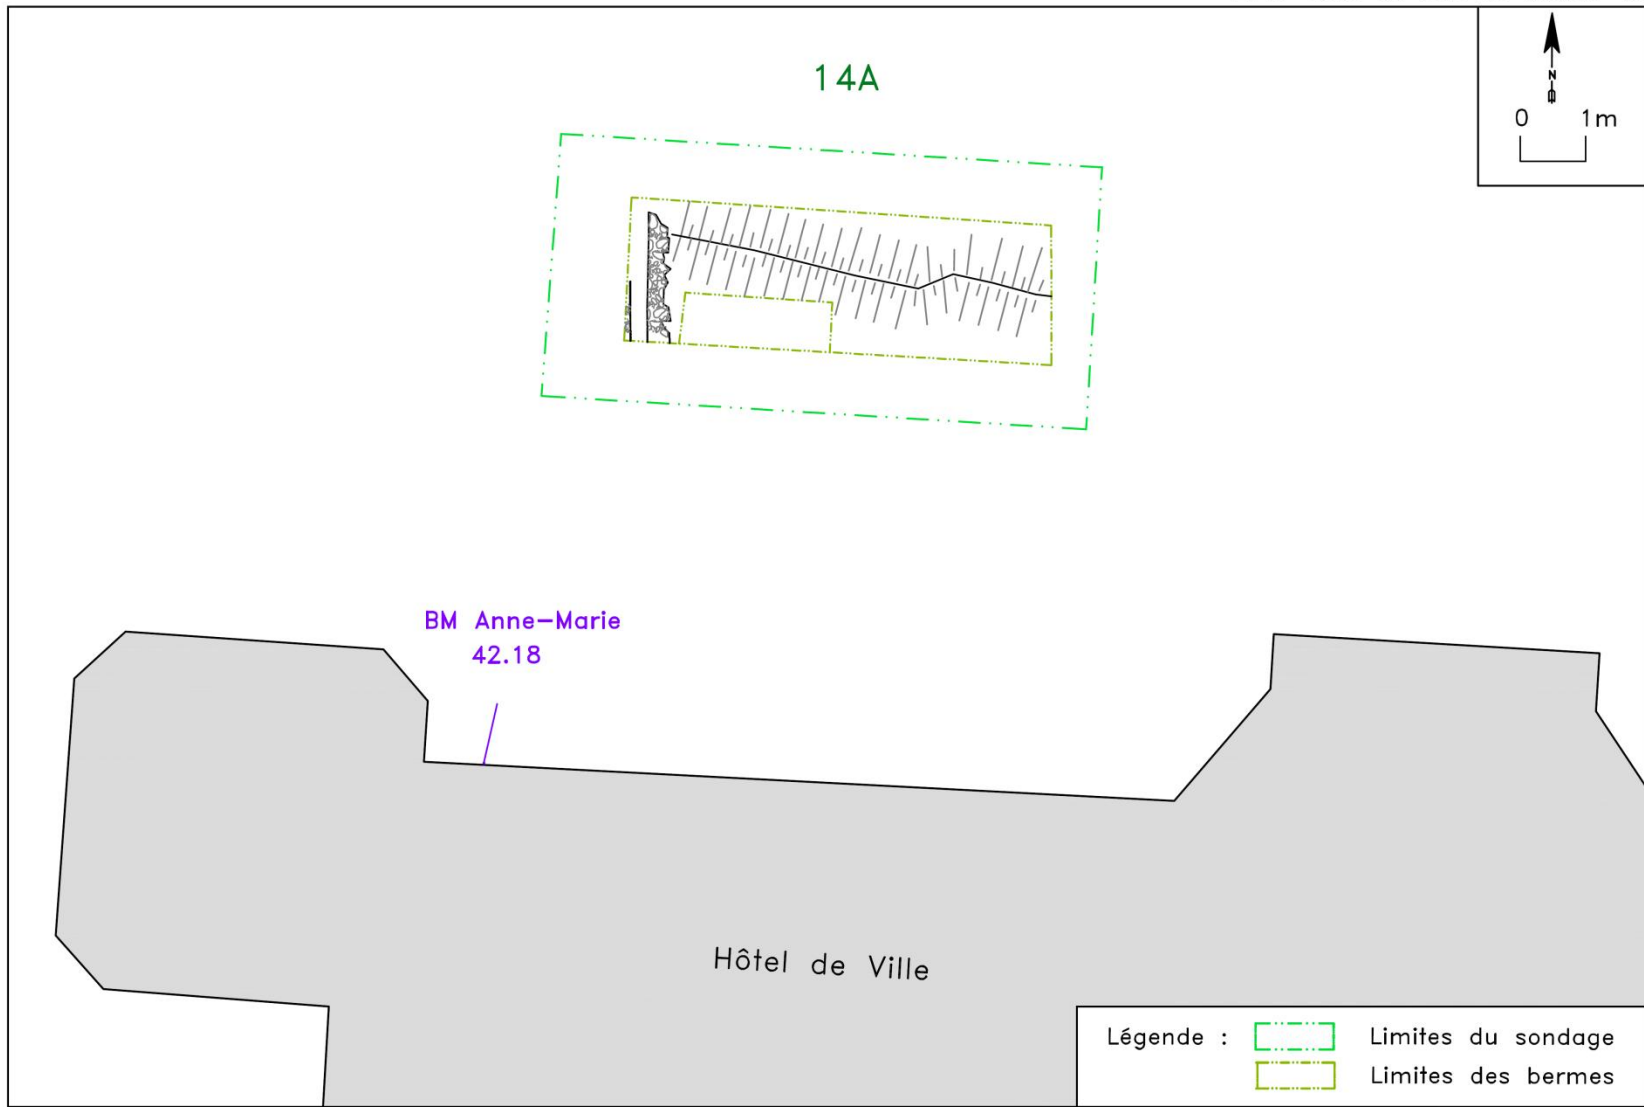 14A
N
0 1m
BM Anne-Marie
42.18
Hôtel de Ville
Légende : Limites du sondage
Limites des bermes